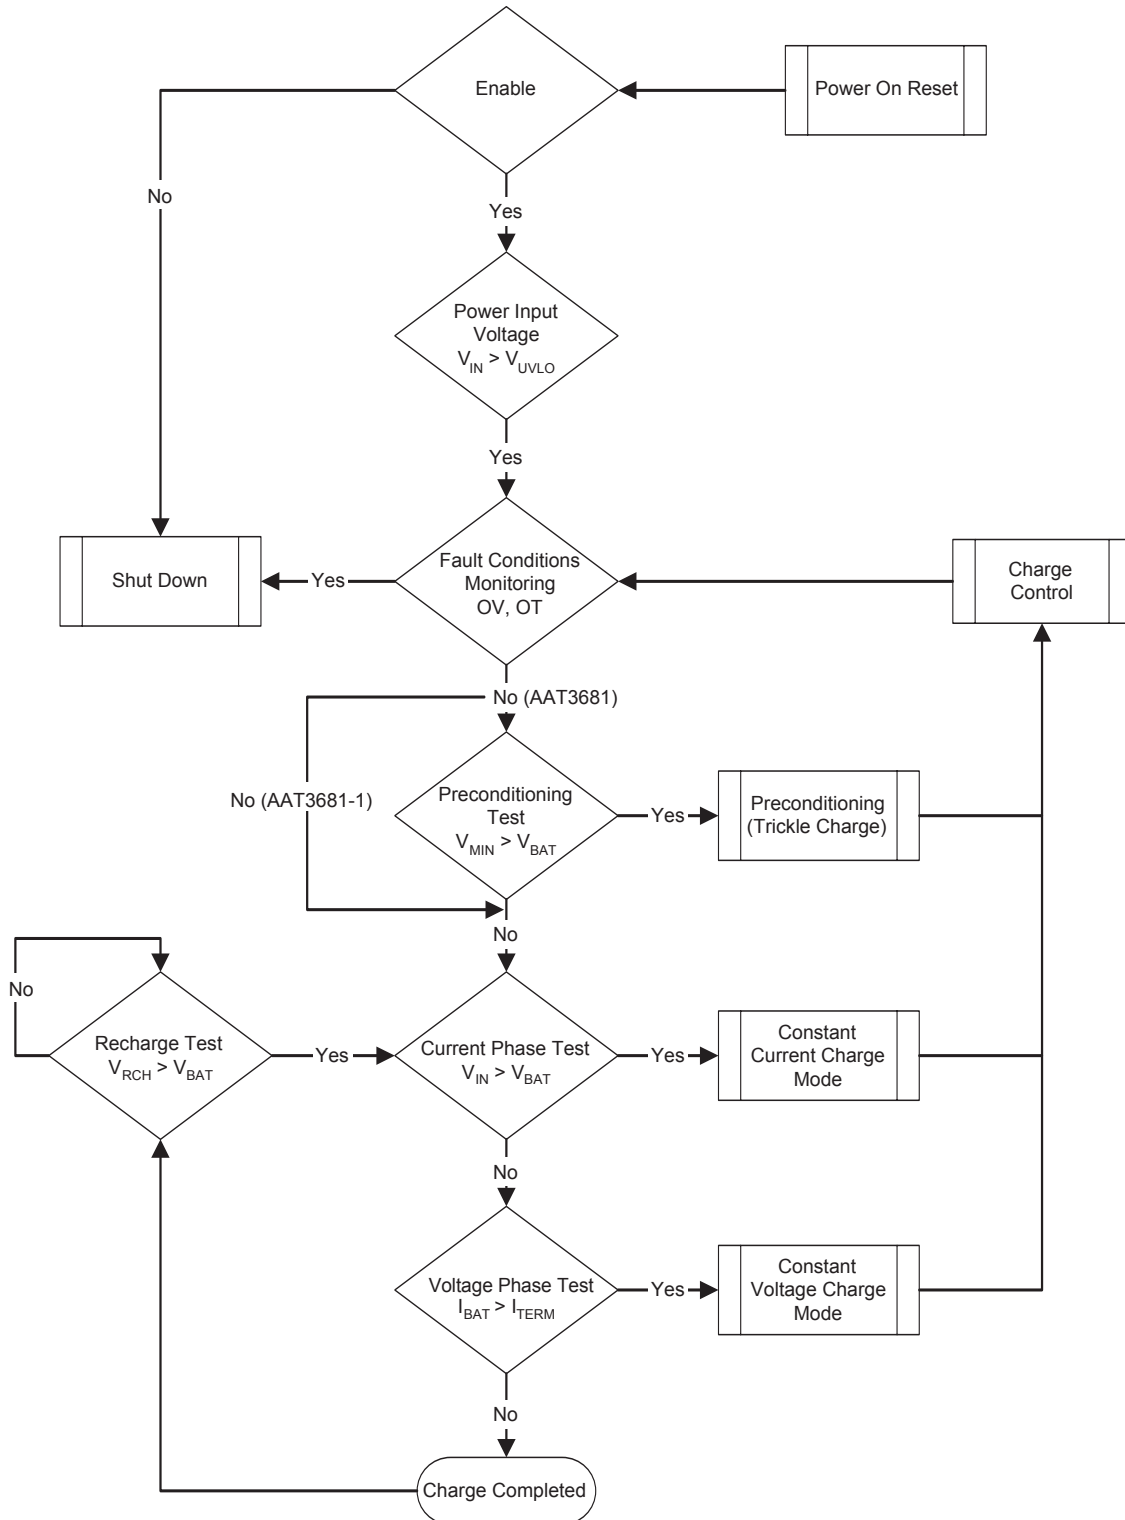 Enable
Power On Reset
No
Yes
Power Input
Voltage
V_IN > V_UVLO
Yes
Shut Down
Yes
Fault Conditions
Monitoring
OV, OT
Charge
Control
No (AAT3681)
No (AAT3681-1)
Preconditioning
Test
V_MIN > V_BAT
Yes
Preconditioning
(Trickle Charge)
No
No
Recharge Test
V_RCH > V_BAT
Yes
Current Phase Test
V_IN > V_BAT
Yes
Constant
Current Charge
Mode
No
Voltage Phase Test
I_BAT > I_TERM
Yes
Constant
Voltage Charge
Mode
No
Charge Completed